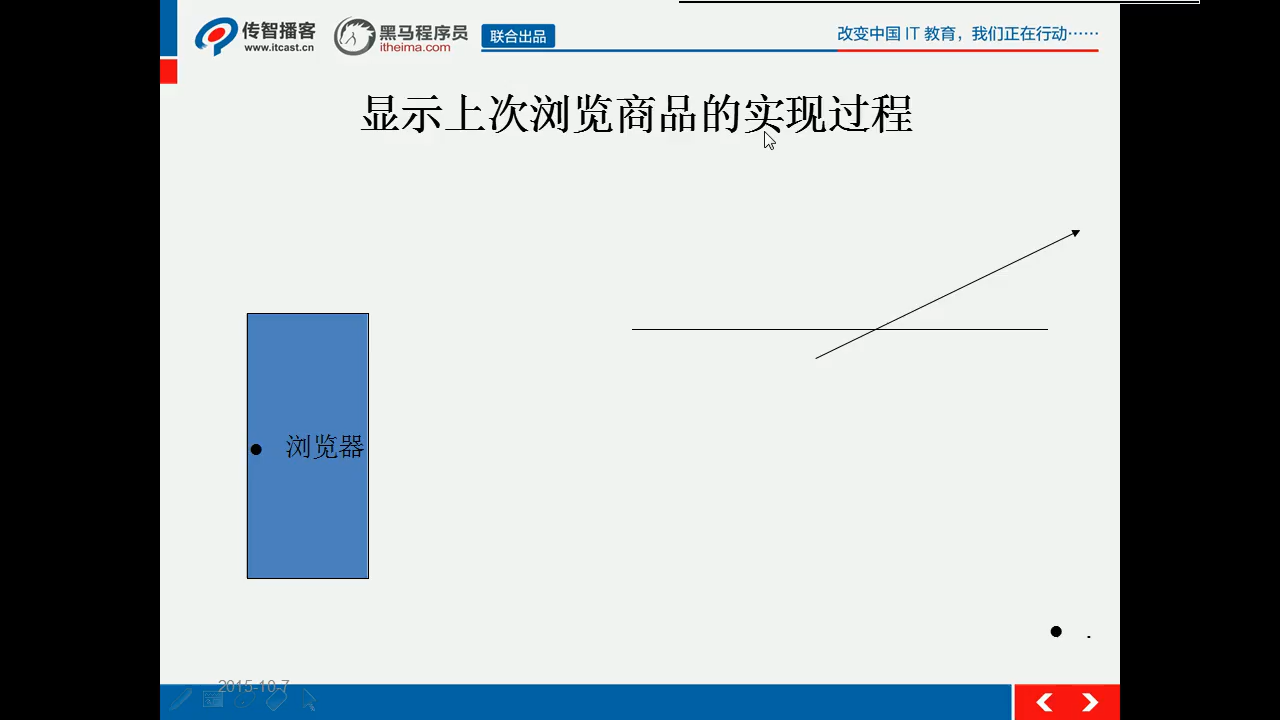 传智播客
www.itcast.cn
黑马程序员
itheima.com
联合出品
改变中国 IT 教育，我们正在行动……
显示上次浏览商品的实现过程
● 浏览器
● .
2015-10-7